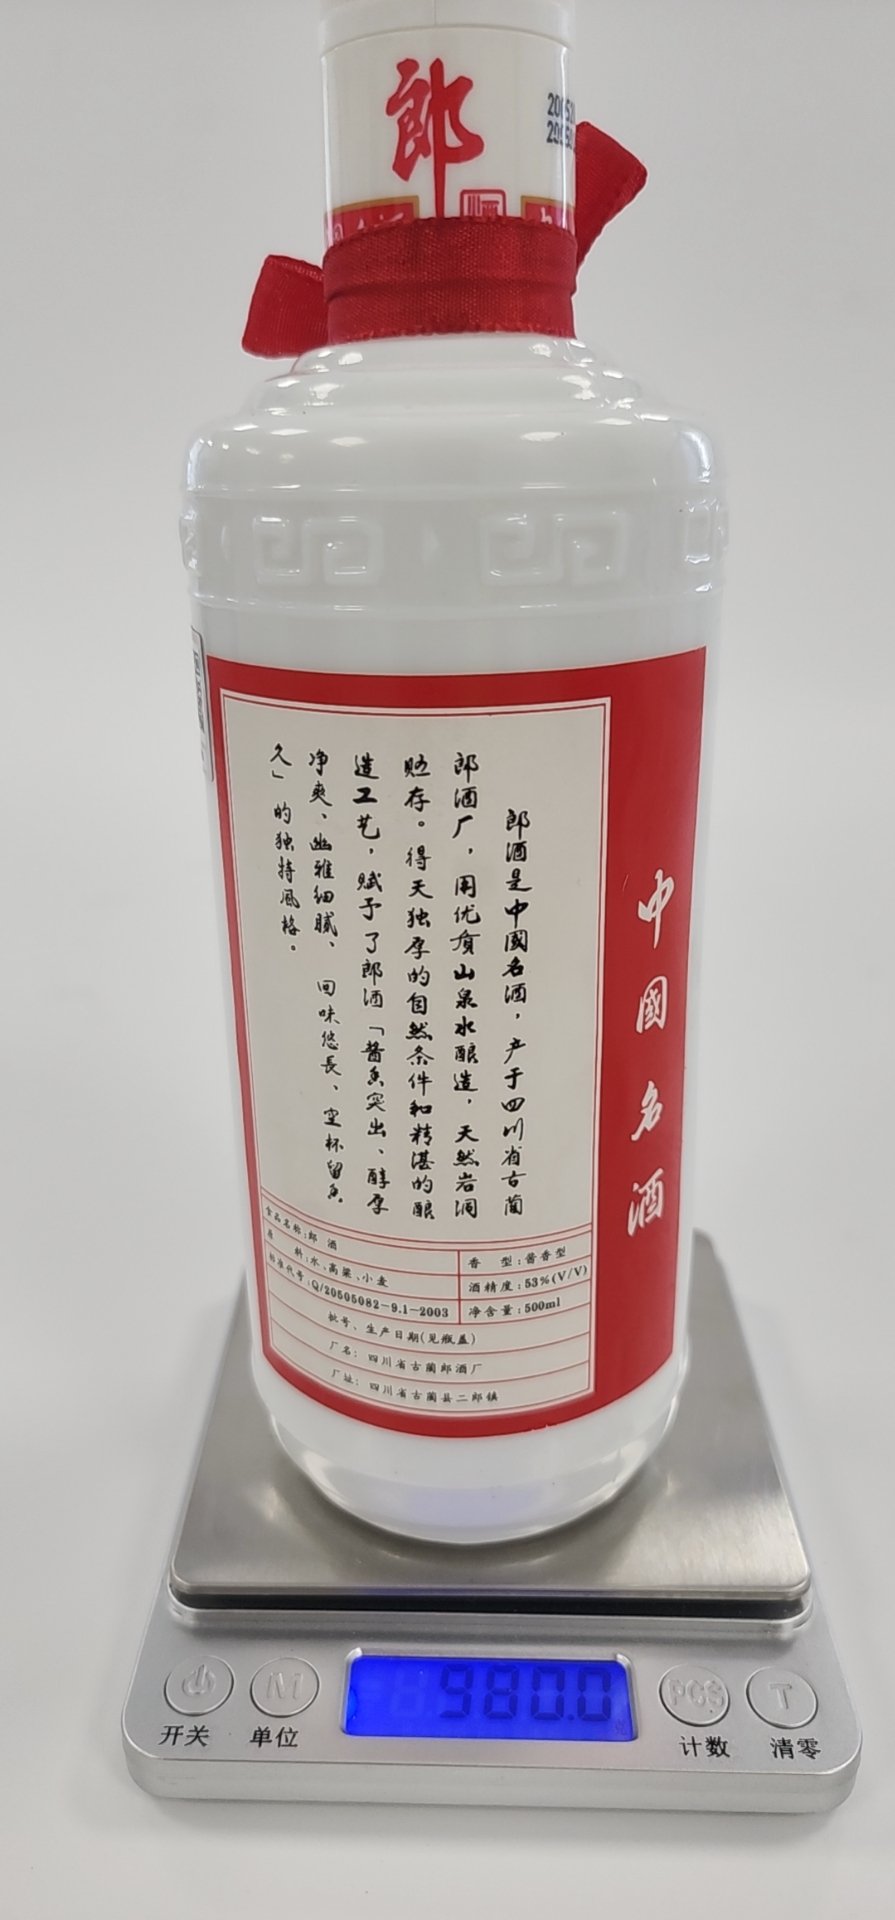 郎
酒
郎酒是中國名酒，产于四川省古蔺
郎酒厂，用优质山泉水酿造，天然岩洞
贮存。得天独厚的自然条件和精湛的酿
造工艺，赋予了郎酒「酱香突出、醇厚
净爽、幽雅细腻、回味悠長、空杯留香
久」的独特风格。
中國名酒
食品名称：郎 酒
原 料：水、高粱、小麦
标准代号：Q/20505082-9.1-2003
香 型：酱香型
酒精度：53%(V/V)
净含量：500ml
批号、生产日期(见瓶盖)
厂名：四川省古蔺郎酒厂
厂址：四川省古蔺县二郎镇
980.0
M
PCS
T
开关
单位
计数
清零